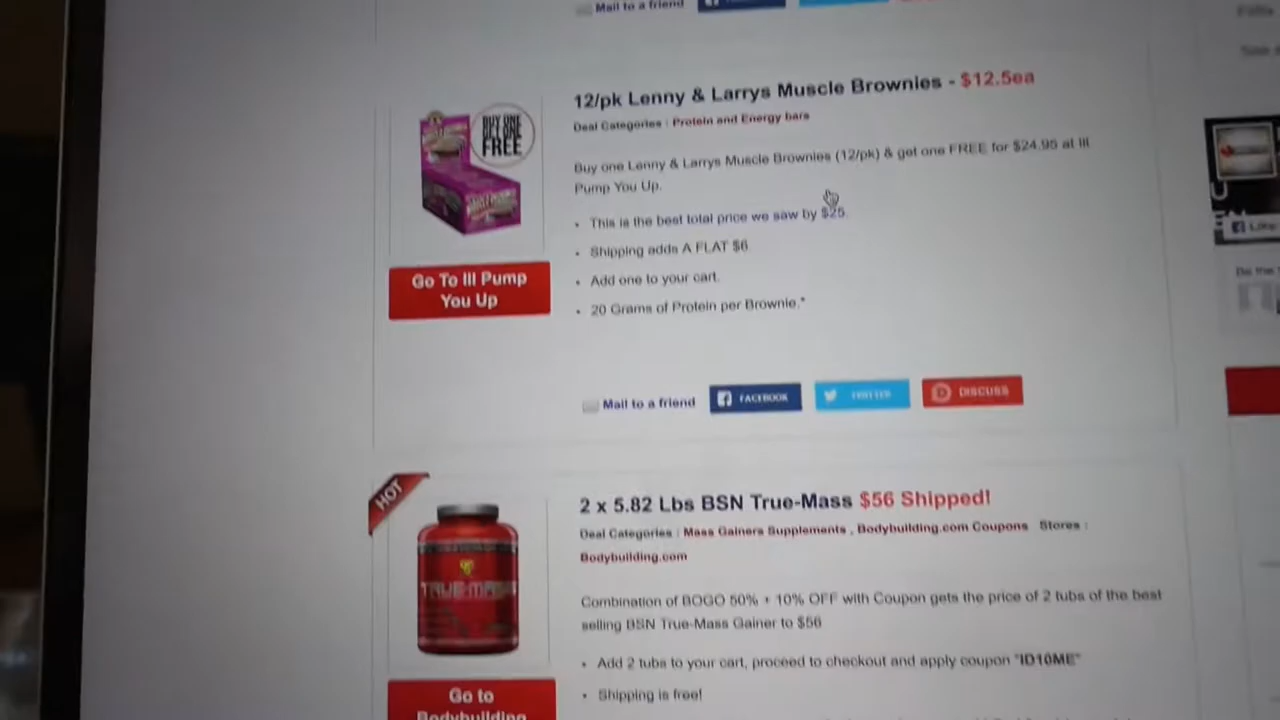 Mail to a friend
12/pk Lenny & Larrys Muscle Brownies - $12.5ea
Deal Categories : Protein and Energy bars
BUY ONE
GET ONE
FREE
Buy one Lenny & Larrys Muscle Brownies (12/pk) & get one FREE for $24.95 at Ill
Pump You Up.
• This is the best total price we saw by $25.
• Shipping adds A FLAT $6.
• Add one to your cart.
• 20 Grams of Protein per Brownie.*
Go To Ill Pump
You Up
Mail to a friend
FACEBOOK
TWITTER
DISCUSS
HOT
2 x 5.82 Lbs BSN True-Mass $56 Shipped!
Deal Categories : Mass Gainers Supplements , Bodybuilding.com Coupons Stores :
Bodybuilding.com
TRUE-MASS
Combination of BOGO 50% + 10% OFF with Coupon gets the price of 2 tubs of the best
selling BSN True-Mass Gainer to $56
• Add 2 tubs to your cart, proceed to checkout and apply coupon "ID10ME"
• Shipping is free!
Go to
Bodybuilding